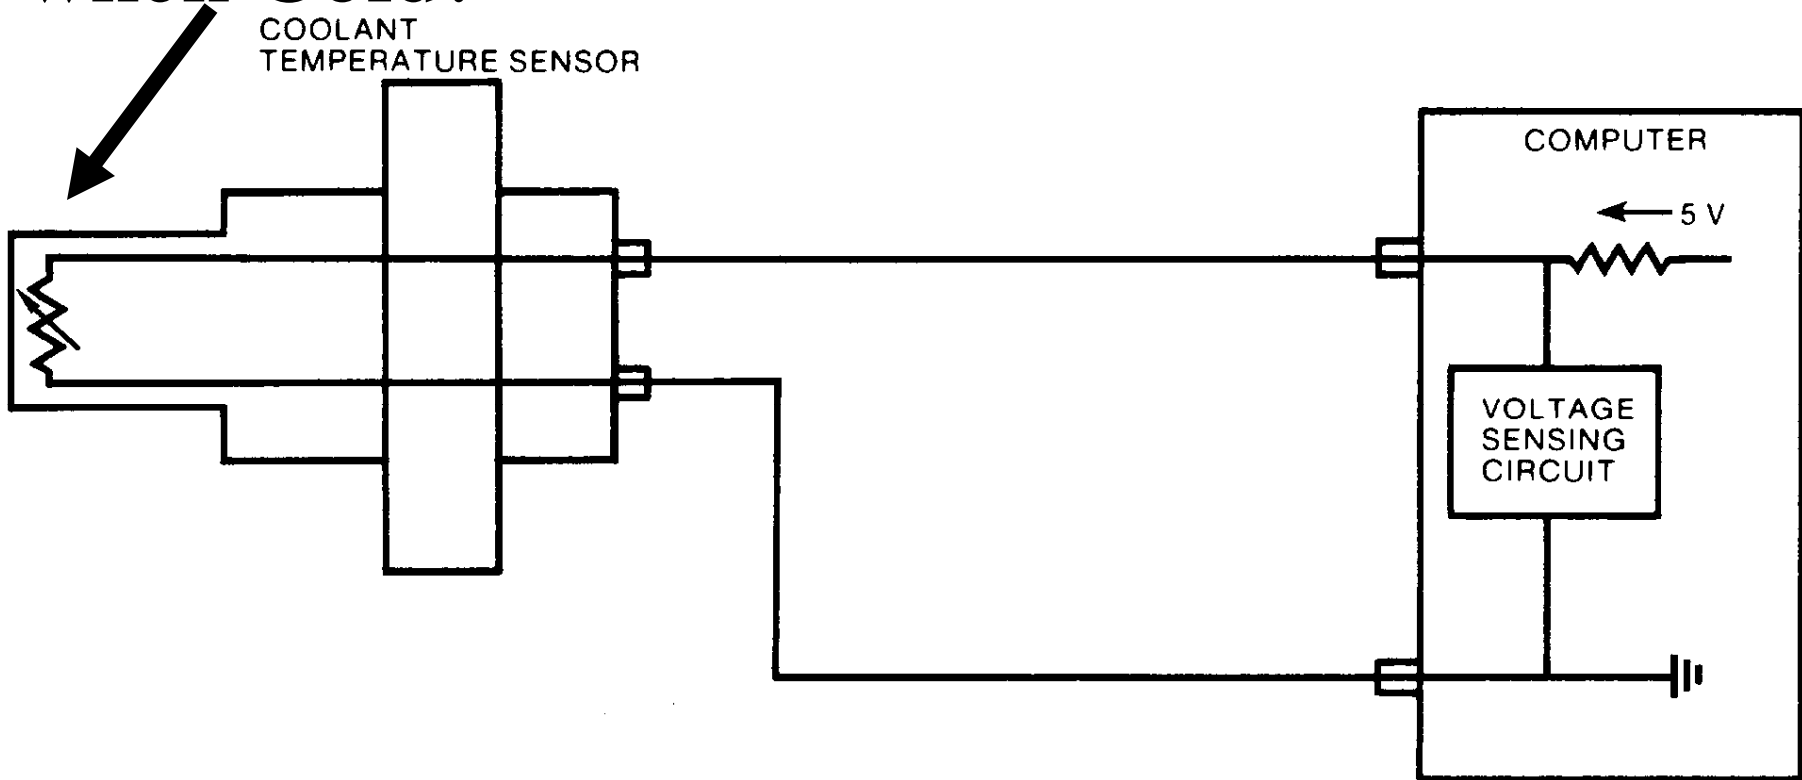 COOLANT
TEMPERATURE SENSOR
COMPUTER
5 V
VOLTAGE
SENSING
CIRCUIT